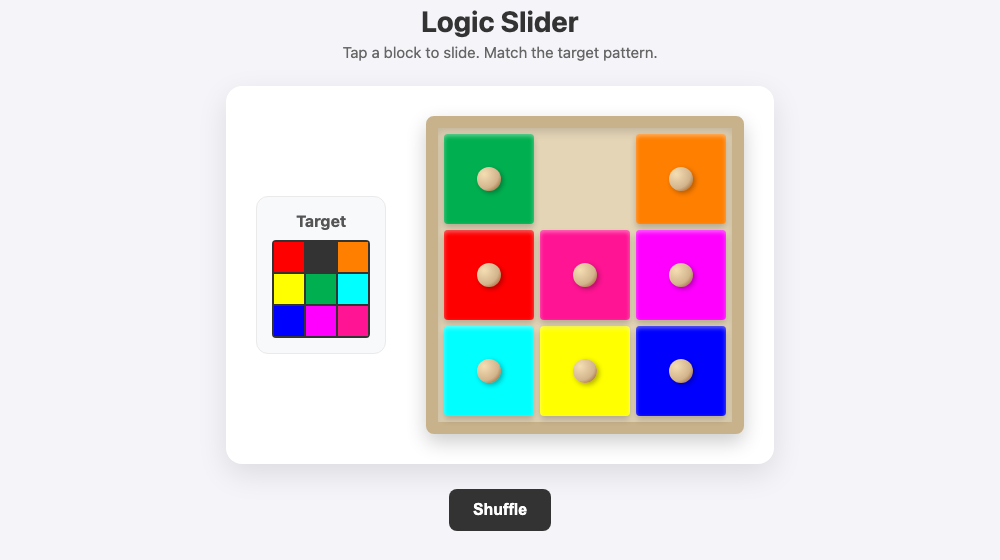 Logic Slider
Tap a block to slide. Match the target pattern.
Target
Shuffle